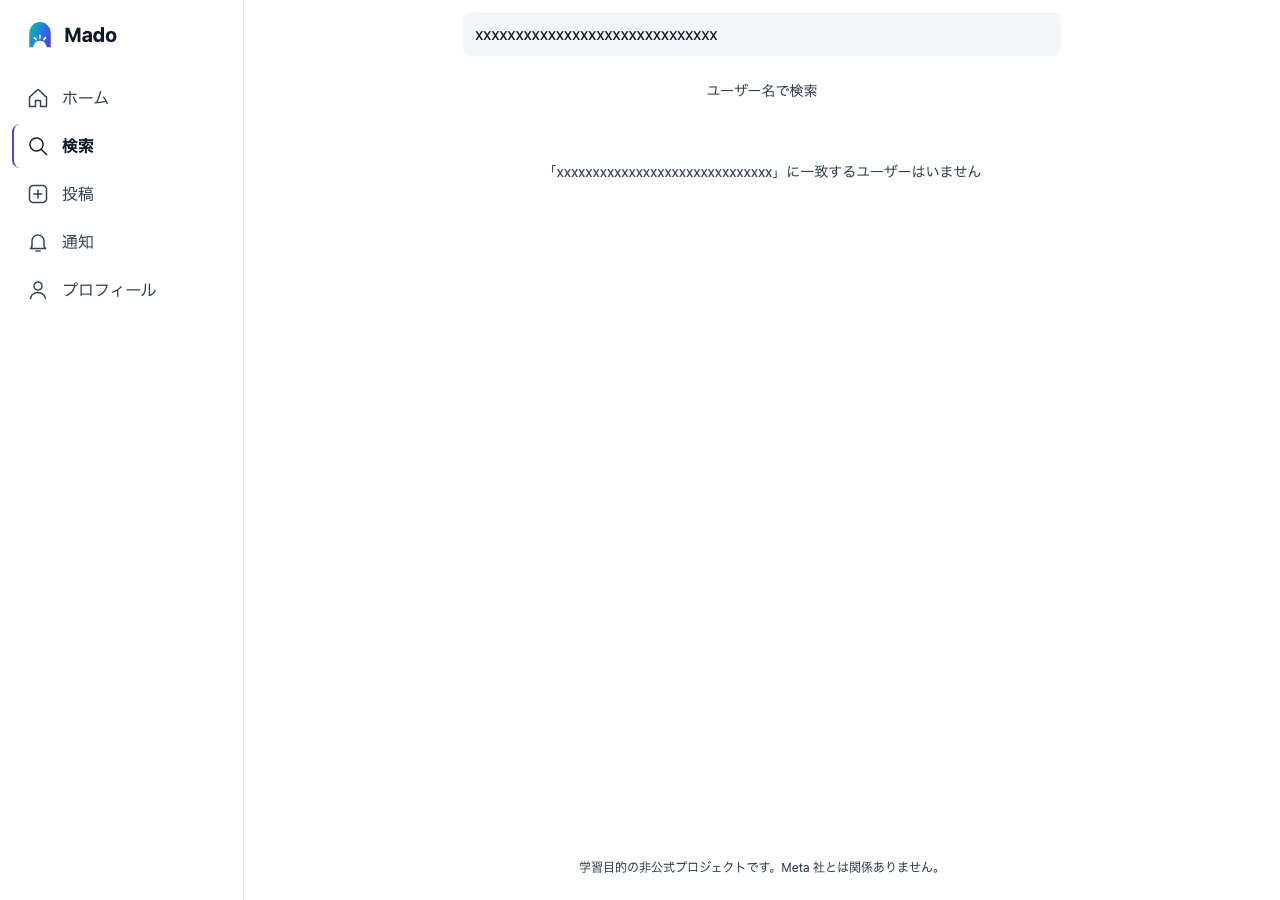 Mado
ホーム
検索
投稿
通知
プロフィール
xxxxxxxxxxxxxxxxxxxxxxxxxxxxxx
ユーザー名で検索
「xxxxxxxxxxxxxxxxxxxxxxxxxxxxxx」に一致するユーザーはいません
学習目的の非公式プロジェクトです。Meta 社とは関係ありません。